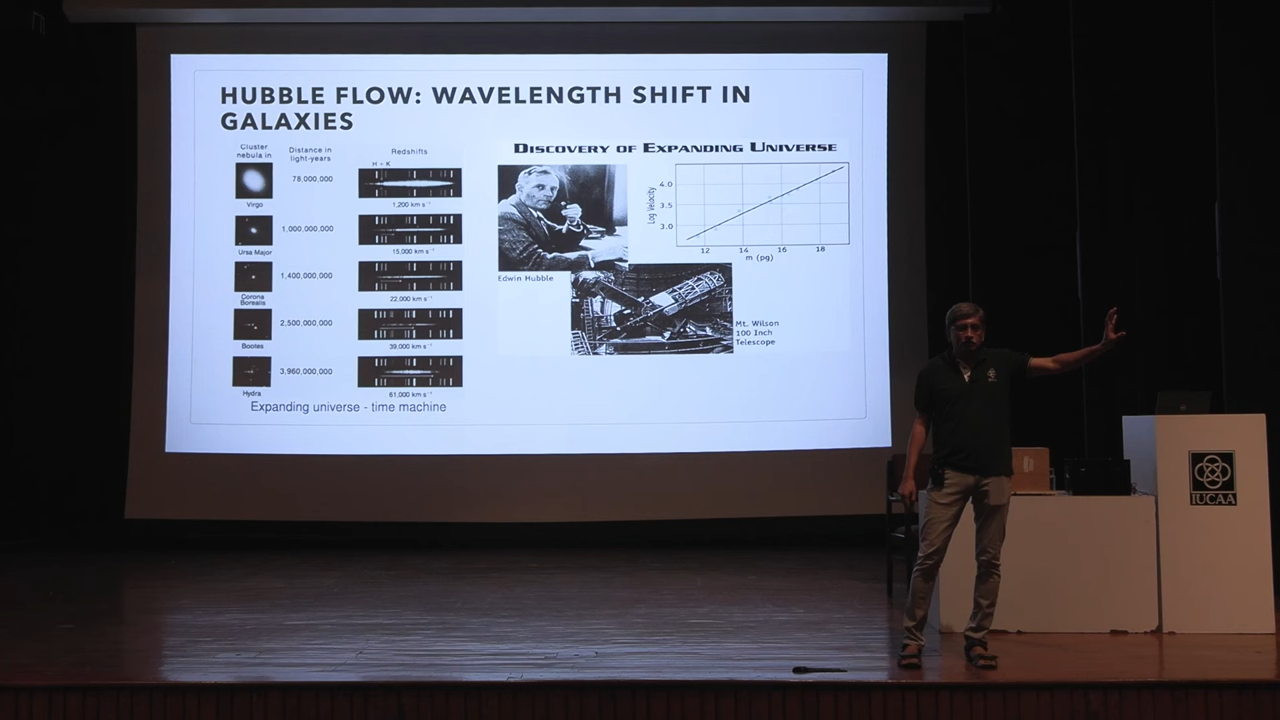 HUBBLE FLOW: WAVELENGTH SHIFT IN
GALAXIES
Cluster
nebula in
Distance in
light-years
Redshifts
H + K
78,000,000
Virgo
1,200 km s⁻¹
1,000,000,000
Ursa Major
15,000 km s⁻¹
1,400,000,000
Corona
Borealis
22,000 km s⁻¹
2,500,000,000
Bootes
39,000 km s⁻¹
3.960,000,000
Hydra
61,000 km s⁻¹
Expanding universe - time machine
DISCOVERY OF EXPANDING UNIVERSE
Log Velocity
4.0
3.5
3.0
12 14 16 18
m (pg)
Edwin Hubble
Mt. Wilson
100 Inch
Telescope
IUCAA